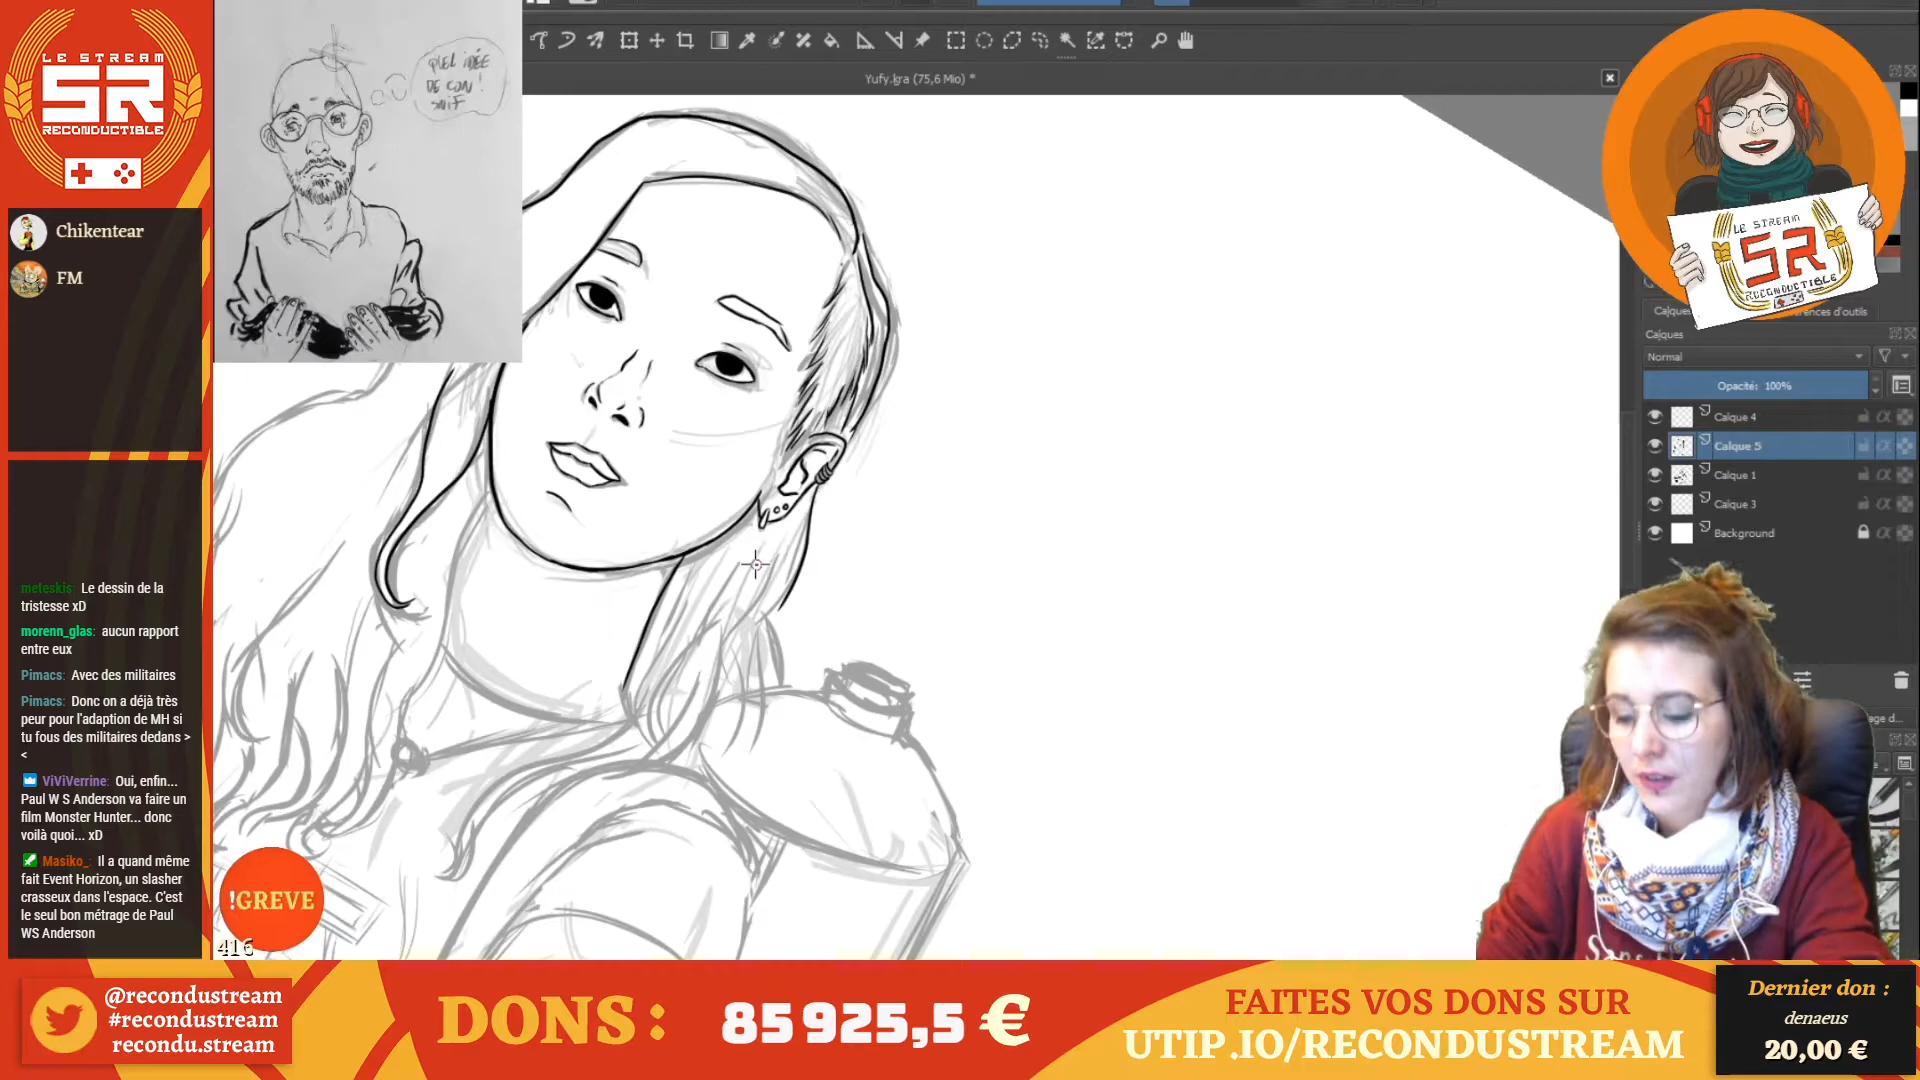 LE STREAM
SR
RECONDUCTIBLE
QUEL IDÉE
DE CON !
SNIF
Yufy.kra (75,6 Mio) *
LE STREAM
SR
RECONDUCTIBLE
Chikentear
FM
Calques
Calques
Normal
Opacité: 100%
Calque 4
Calque 5
Calque 1
Calque 3
Background
meteskis: Le dessin de la
tristesse xD
morenn_glas: aucun rapport
entre eux
Pimacs: Avec des militaires
Pimacs: Donc on a déjà très
peur pour l'adaption de MH si
tu fous des militaires dedans >
<
ViViVerrine: Oui, enfin...
Paul W S Anderson va faire un
film Monster Hunter... donc
voilà quoi... xD
Masiko_: Il a quand même
fait Event Horizon, un slasher
crasseux dans l'espace. C'est
le seul bon métrage de Paul
WS Anderson
!GREVE
416
@recondustream
#recondustream
recondu.stream
DONS : 85 925,5 €
FAITES VOS DONS SUR
UTIP.IO/RECONDUSTREAM
Dernier don :
denaeus
20,00 €